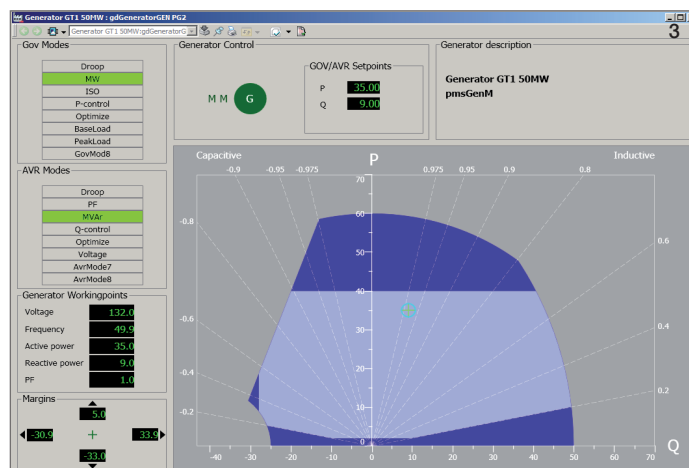 Generator GT1 50MW : gdGeneratorGEN PG2
Generator GT1 50MW:gdGeneratorG
3
Gov Modes
Droop
MW
ISO
P-control
Optimize
BaseLoad
PeakLoad
GovMod8
AVR Modes
Droop
PF
MVAr
Q-control
Optimize
Voltage
AvrMode7
AvrMode8
Generator Workingpoints
Voltage 132.0
Frequency 49.9
Active power 35.0
Reactive power 9.0
PF 1.0
Margins
5.0
-30.9 33.9
-33.0
Generator Control
M M G
GOV/AVR Setpoints
P 35.00
Q 9.00
Generator description
Generator GT1 50MW
pmsGenM
Capacitive P Inductive
-0.9 -0.95 -0.975 0.975 0.95 0.9 0.8
70
-0.8 60
0.6
50
40
-0.6 30 0.4
20
-0.4
0.2
-0.2 10
0
Q
-40 -30 -20 -10 0 10 20 30 40 50 60 70